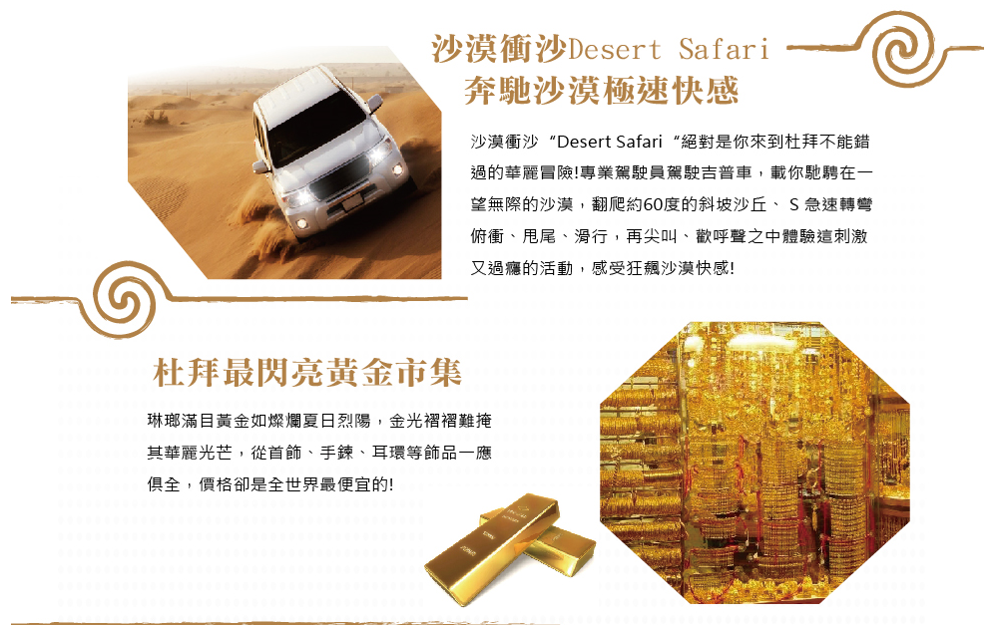 沙漠衝沙Desert Safari
奔馳沙漠極速快感
沙漠衝沙“Desert Safari “絕對是你來到杜拜不能錯
過的華麗冒險!專業駕駛員駕駛吉普車，載你馳騁在一
望無際的沙漠，翻爬約60度的斜坡沙丘、Ｓ急速轉彎
俯衝、甩尾、滑行，再尖叫、歡呼聲之中體驗這刺激
又過癮的活動，感受狂飆沙漠快感!
杜拜最閃亮黃金市集
琳瑯滿目黃金如燦爛夏日烈陽，金光褶褶難掩
其華麗光芒，從首飾、手鍊、耳環等飾品一應
俱全，價格卻是全世界最便宜的!